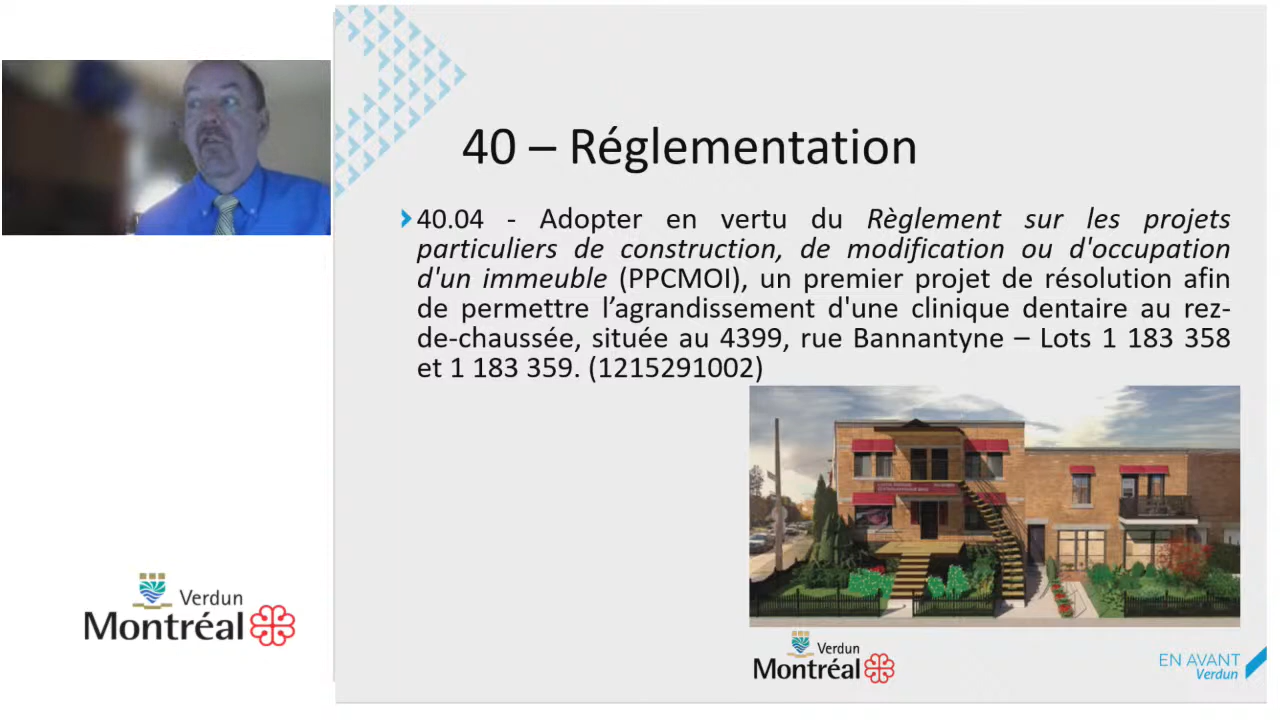 40 – Réglementation
40.04 - Adopter en vertu du Règlement sur les projets
particuliers de construction, de modification ou d'occupation
d'un immeuble (PPCMOI), un premier projet de résolution afin
de permettre l’agrandissement d'une clinique dentaire au rez-
de-chaussée, située au 4399, rue Bannantyne – Lots 1 183 358
et 1 183 359. (1215291002)
Verdun
Montréal
Verdun
Montréal
EN AVANT
Verdun